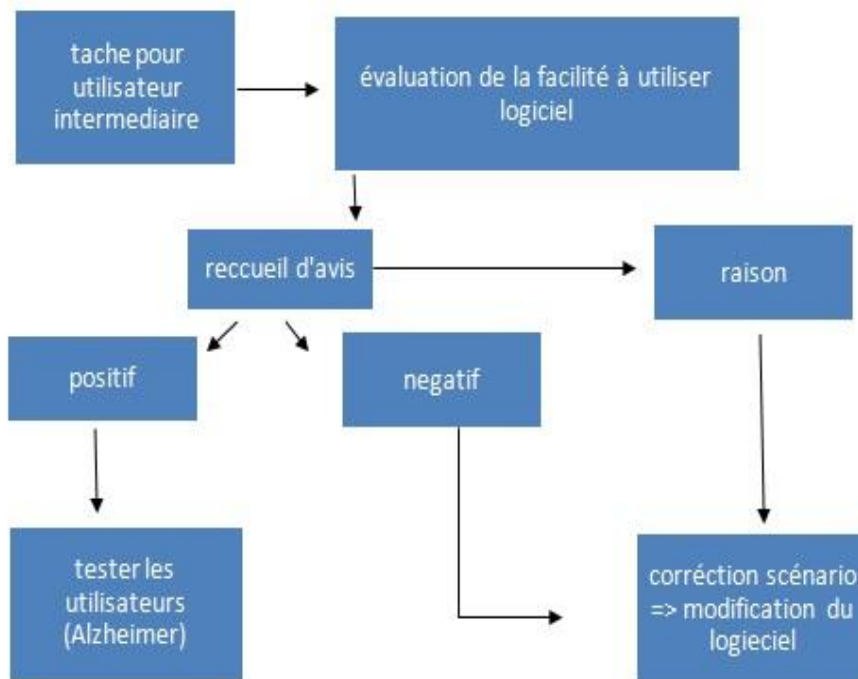 tache pour
utilisateur
intermediaire
évaluation de la facilité à utiliser
logiciel
reccueil d'avis
raison
positif
negatif
tester les
utilisateurs
(Alzheimer)
corréction scénario
=> modification du
logieciel